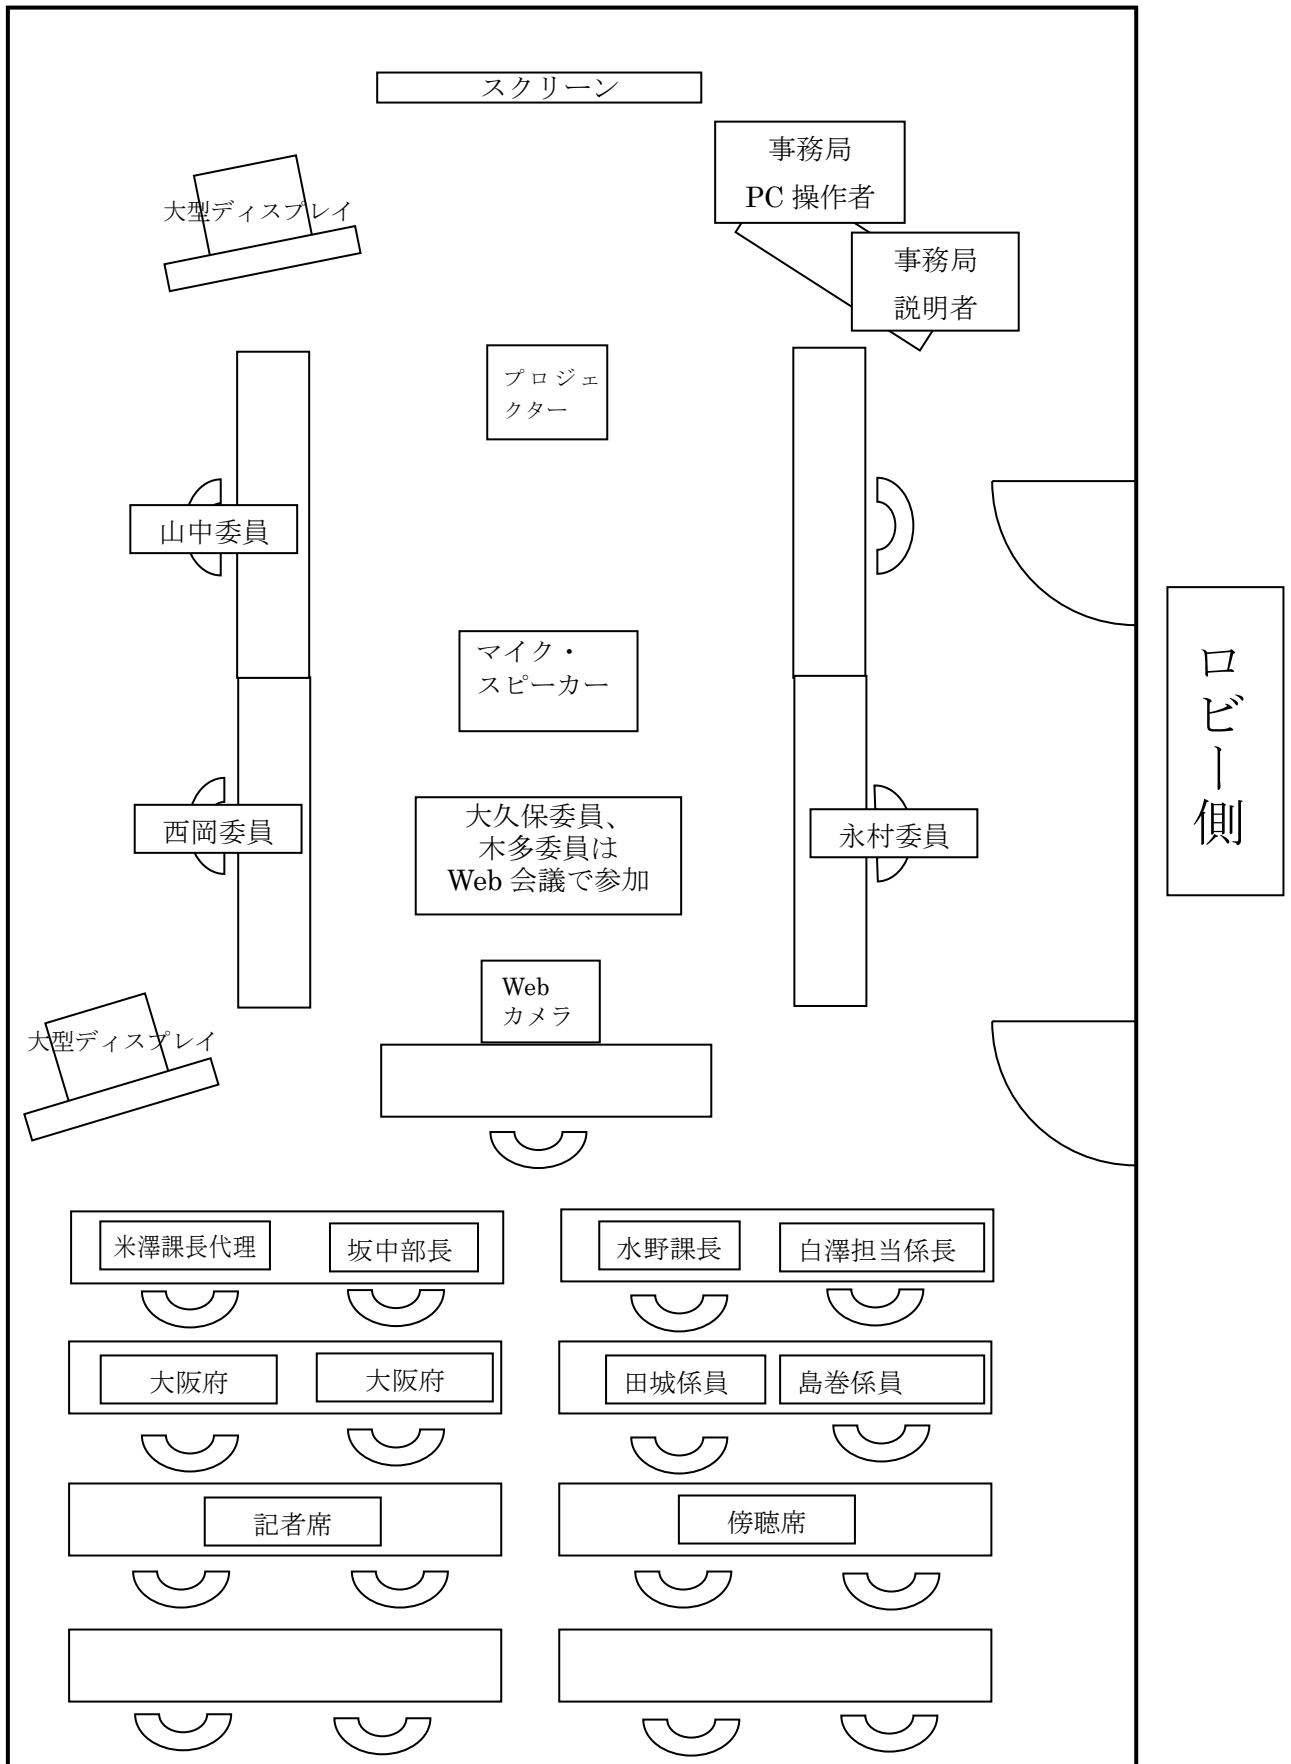 スクリーン
事務局
PC 操作者
大型ディスプレイ
事務局
説明者
プロジェ
クター
山中委員
マイク・
スピーカー
ロビー側
大久保委員、
木多委員は
Web 会議で参加
西岡委員
永村委員
Web
カメラ
大型ディスプレイ
米澤課長代理
坂中部長
水野課長
白澤担当係長
大阪府
大阪府
田城係員
島巻係員
記者席
傍聴席